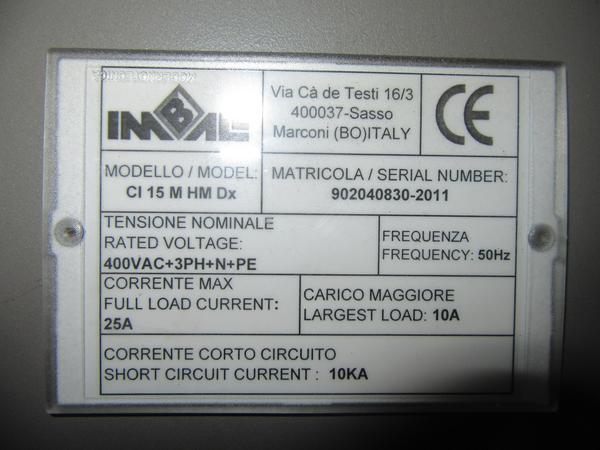 IMBAL
Via Cà de Testi 16/3
400037-Sasso
Marconi (BO)ITALY
CE
MODELLO / MODEL:
CI 15 M HM Dx
MATRICOLA / SERIAL NUMBER:
902040830-2011
TENSIONE NOMINALE
RATED VOLTAGE:
400VAC+3PH+N+PE
FREQUENZA
FREQUENCY: 50Hz
CORRENTE MAX
FULL LOAD CURRENT:
25A
CARICO MAGGIORE
LARGEST LOAD: 10A
CORRENTE CORTO CIRCUITO
SHORT CIRCUIT CURRENT : 10KA